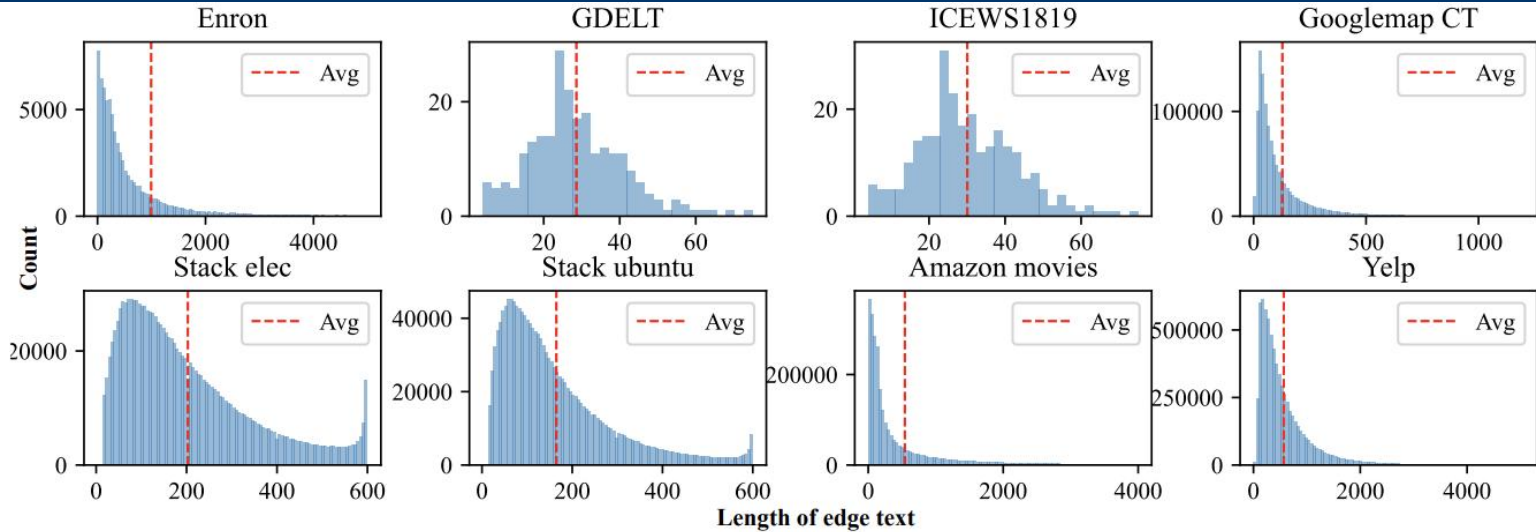 Enron
GDELT
ICEWS1819
Googlemap CT
Avg
Avg
Avg
Avg
5000
0
20
0
20
0
100000
0
0 2000 4000
20 40 60
20 40 60
0 500 1000
Count
Stack elec
Stack ubuntu
Amazon movies
Yelp
Avg
Avg
Avg
Avg
20000
0
40000
20000
0
200000
0
500000
250000
0
0 200 400 600
0 200 400 600
0 2000 4000
0 2000 4000
Length of edge text